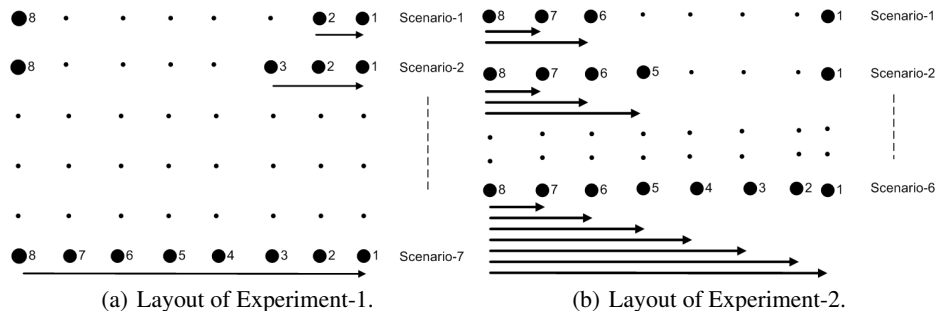 8 2 1 Scenario-1
8 3 2 1 Scenario-2
8 7 6 5 4 3 2 1 Scenario-7
(a) Layout of Experiment-1.
8 7 6 1 Scenario-1
8 7 6 5 1 Scenario-2
8 7 6 5 4 3 2 1 Scenario-6
(b) Layout of Experiment-2.